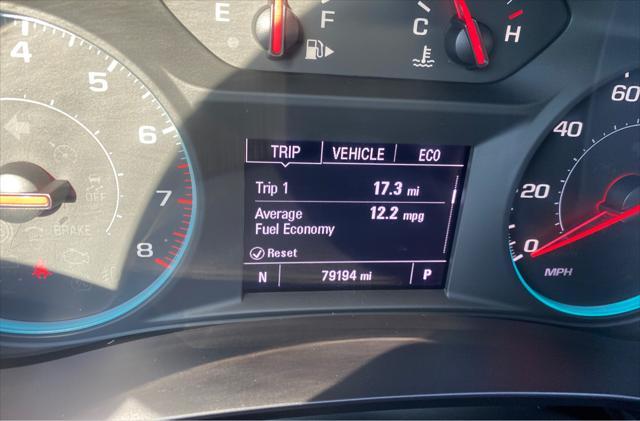 E F C H
4 5 6 7 8
BRAKE
OFF
TRIP VEHICLE ECO
Trip 1 17.3 mi
Average 12.2 mpg
Fuel Economy
Reset
N 79194 mi P
0 20 40 60
MPH